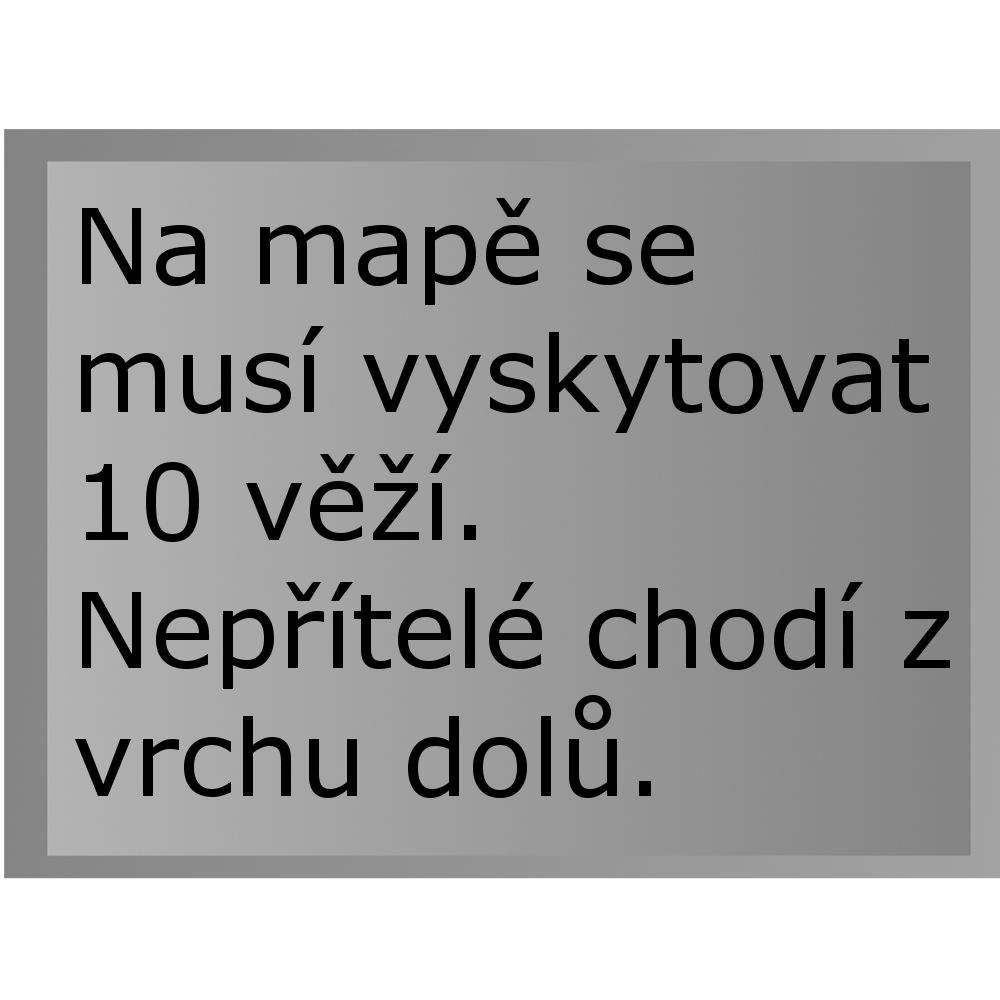 Na mapě se
musí vyskytovat
10 věží.
Nepřítelé chodí z
vrchu dolů.